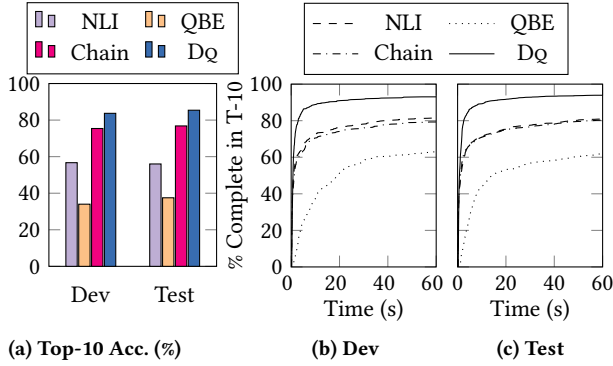 NLI QBE
Chain DQ
NLI QBE
Chain DQ
100
80
60
40
20
0
Dev Test
% Complete in T-10
100
80
60
40
20
0
0 20 40 60
Time (s)
0 20 40 60
Time (s)
(a) Top-10 Acc. (%) (b) Dev (c) Test